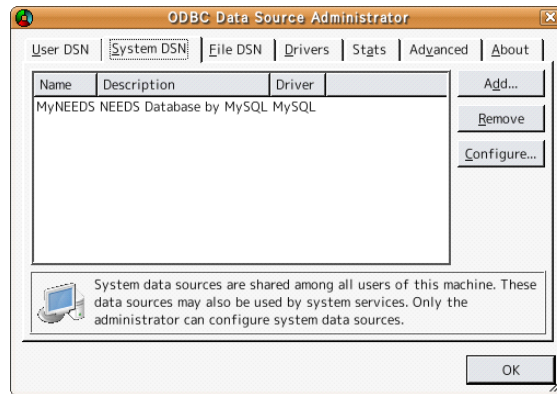 ODBC Data Source Administrator
User DSN System DSN File DSN Drivers Stats Advanced About
Name Description Driver
MyNEEDS NEEDS Database by MySQL MySQL
Add...
Remove
Configure...
System data sources are shared among all users of this machine. These
data sources may also be used by system services. Only the
administrator can configure system data sources.
OK